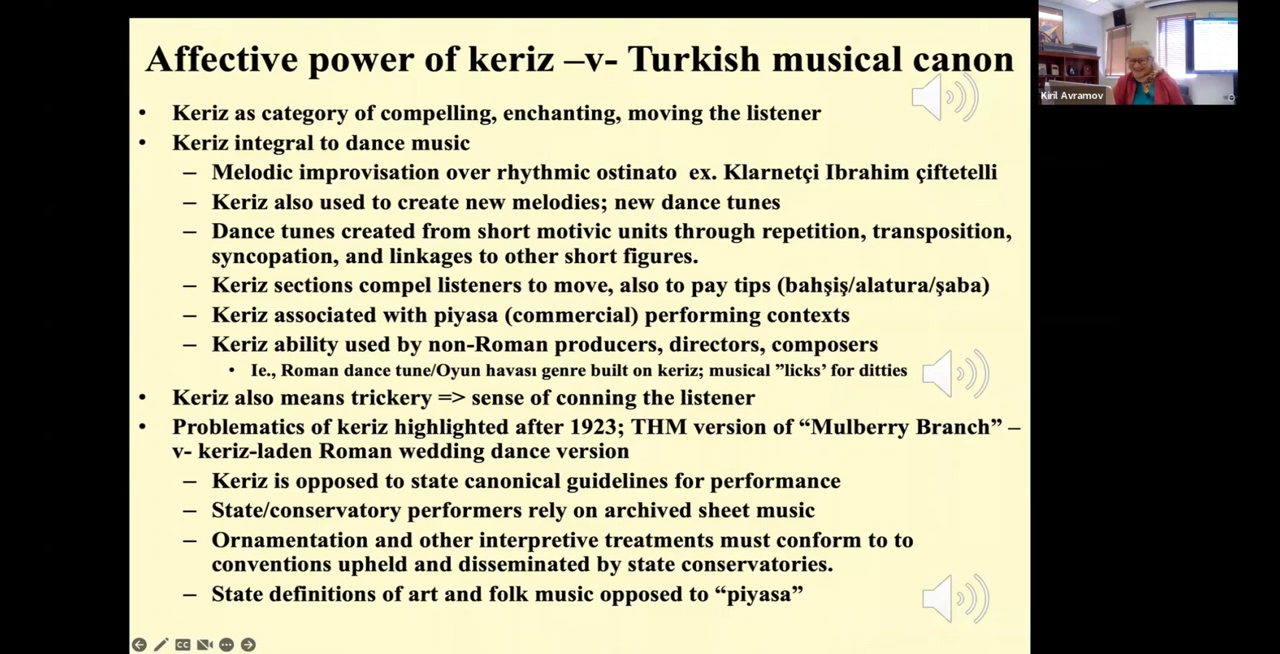 Affective power of keriz –v- Turkish musical canon
• Keriz as category of compelling, enchanting, moving the listener
• Keriz integral to dance music
– Melodic improvisation over rhythmic ostinato ex. Klarnetçi Ibrahim çiftetelli
– Keriz also used to create new melodies; new dance tunes
– Dance tunes created from short motivic units through repetition, transposition,
syncopation, and linkages to other short figures.
– Keriz sections compel listeners to move, also to pay tips (bahşiş/alatura/şaba)
– Keriz associated with piyasa (commercial) performing contexts
– Keriz ability used by non-Roman producers, directors, composers
• Ie., Roman dance tune/Oyun havası genre built on keriz; musical ”licks’ for ditties
• Keriz also means trickery => sense of conning the listener
• Problematics of keriz highlighted after 1923; THM version of “Mulberry Branch” –
v- keriz-laden Roman wedding dance version
– Keriz is opposed to state canonical guidelines for performance
– State/conservatory performers rely on archived sheet music
– Ornamentation and other interpretive treatments must conform to to
conventions upheld and disseminated by state conservatories.
– State definitions of art and folk music opposed to “piyasa”
Kiril Avramov
CC